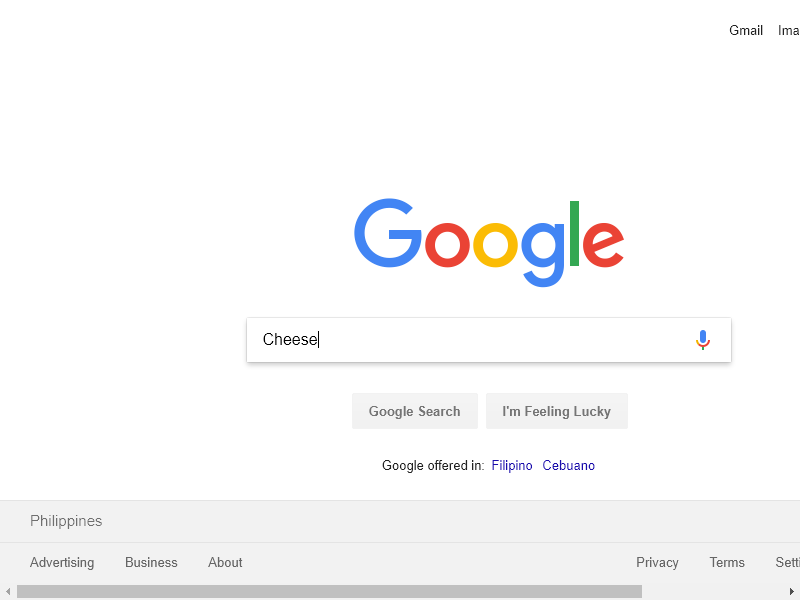 Gmail Ima
Google
Cheese
Google Search I'm Feeling Lucky
Google offered in: Filipino Cebuano
Philippines
Advertising Business About Privacy Terms Setti